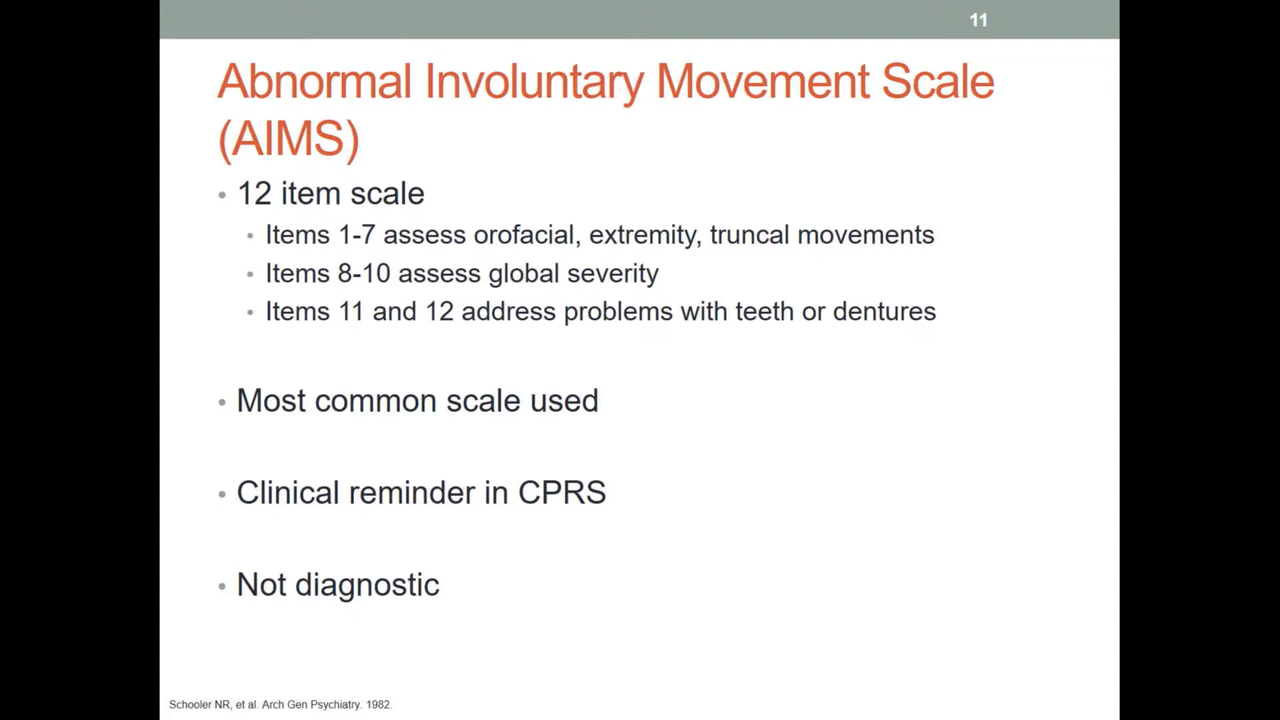 11
Abnormal Involuntary Movement Scale
(AIMS)
• 12 item scale
• Items 1-7 assess orofacial, extremity, truncal movements
• Items 8-10 assess global severity
• Items 11 and 12 address problems with teeth or dentures
• Most common scale used
• Clinical reminder in CPRS
• Not diagnostic
Schooler NR, et al. Arch Gen Psychiatry. 1982.